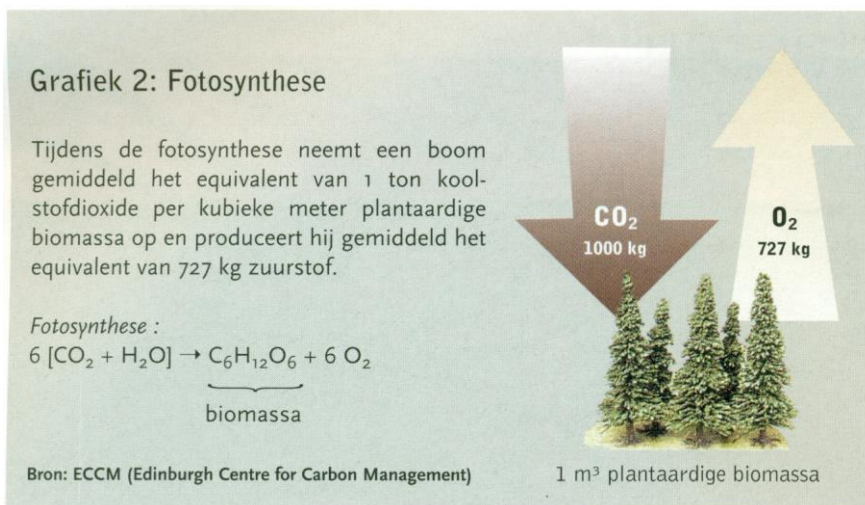 Grafiek 2: Fotosynthese
Tijdens de fotosynthese neemt een boom
gemiddeld het equivalent van 1 ton kool-
stofdioxide per kubieke meter plantaardige
biomassa op en produceert hij gemiddeld het
equivalent van 727 kg zuurstof.
Fotosynthese :
6 [CO₂ + H₂O] → C₆H₁₂O₆ + 6 O₂
biomassa
Bron: ECCM (Edinburgh Centre for Carbon Management)
CO₂
1000 kg
O₂
727 kg
1 m³ plantaardige biomassa